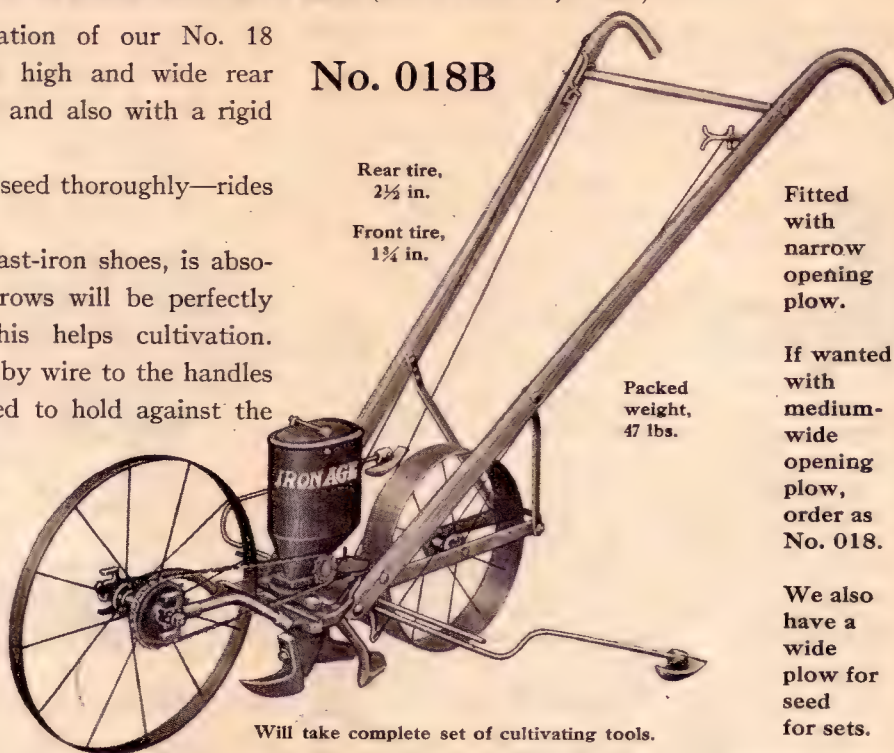 ation of our No. 18
high and wide rear
and also with a rigid
seed thoroughly—rides
ast-iron shoes, is abso-
rows will be perfectly
his helps cultivation.
by wire to the handles
ed to hold against the
No. 018B
Rear tire,
2½ in.
Front tire,
1¾ in.
Packed
weight,
47 lbs.
IRON AGE
Fitted
with
narrow
opening
plow.
If wanted
with
medium-
wide
opening
plow,
order as
No. 018.
We also
have a
wide
plow for
seed
for sets.
Will take complete set of cultivating tools.